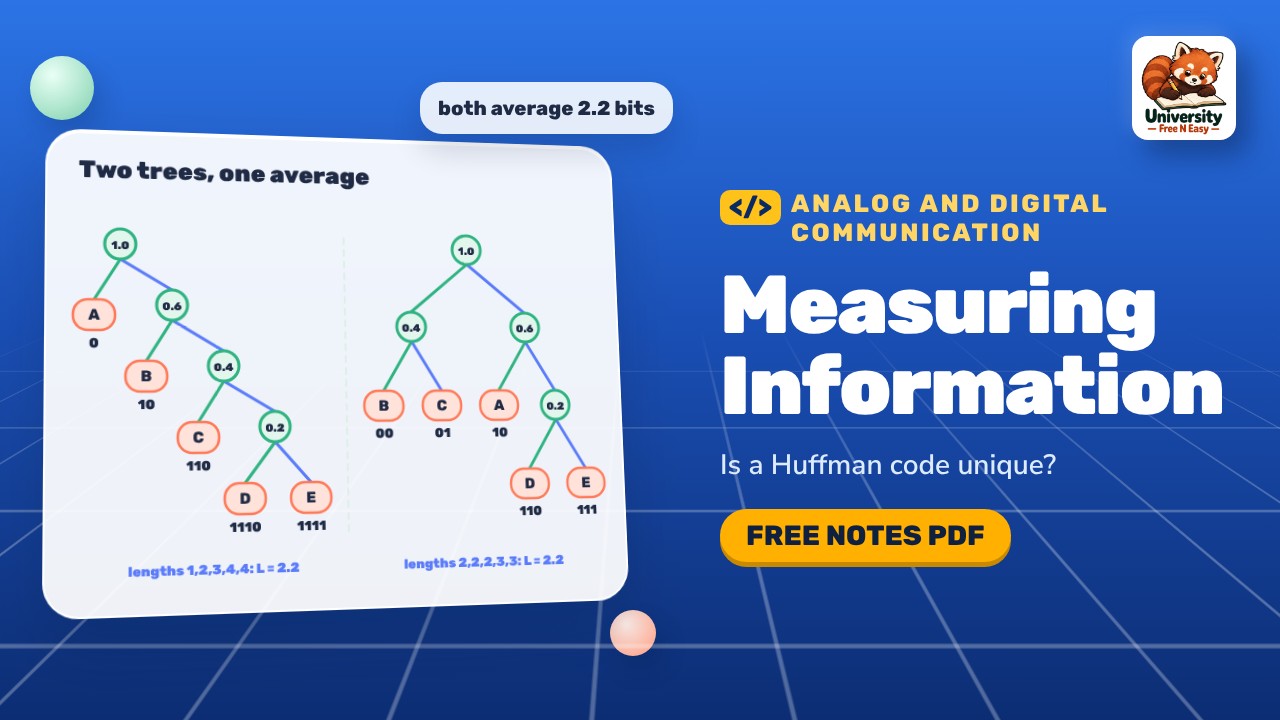 both average 2.2 bits
University
Free N Easy
Two trees, one average
1.0
A
0
0.6
B
10
0.4
C
110
0.2
D
1110
E
1111
lengths 1,2,3,4,4: L = 2.2
1.0
0.4
0.6
B
00
C
01
A
10
0.2
D
110
E
111
lengths 2,2,2,3,3: L = 2.2
</> ANALOG AND DIGITAL
COMMUNICATION
Measuring
Information
Is a Huffman code unique?
FREE NOTES PDF